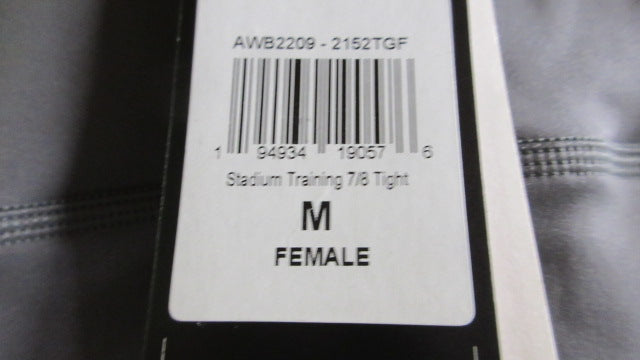 AWB2209 - 2152TGF
1 94934 19057 6
Stadium Training 7/8 Tight
M
FEMALE